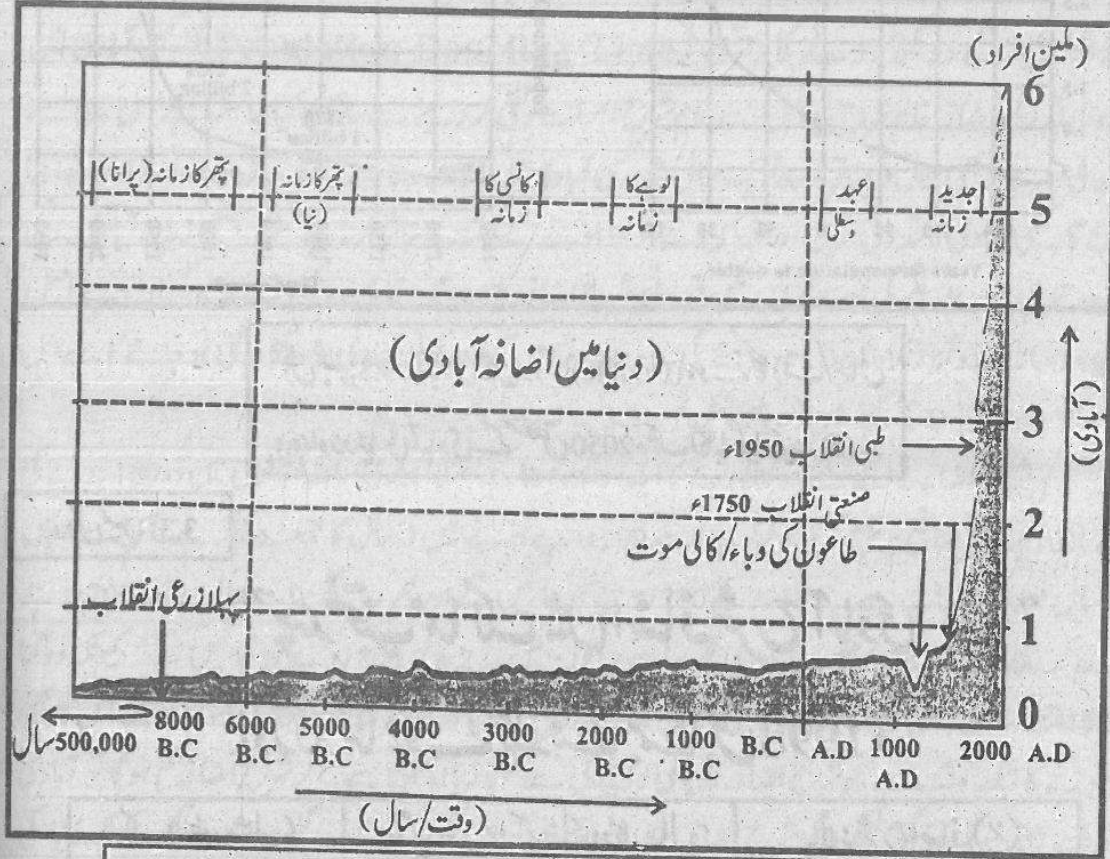 (ملین افراد)
6
پتھر کا زمانہ (پرانا)
پتھر کا زمانہ
(نیا)
کانسی کا
زمانہ
لوہے کا
زمانہ
عہد
وسطی
جدید
زمانہ
5
4
(دنیا میں اضافہ آبادی)
(آبادی)
3
طبی انقلاب 1950ء
صنعتی انقلاب 1750ء
2
طاعون کی وباء/کالی موت
پہلا زرعی انقلاب
1
0
سال 500,000
8000 B.C
6000 B.C
5000 B.C
4000 B.C
3000 B.C
2000 B.C
1000 B.C
B.C
A.D
1000 A.D
2000 A.D
(وقت/سال)